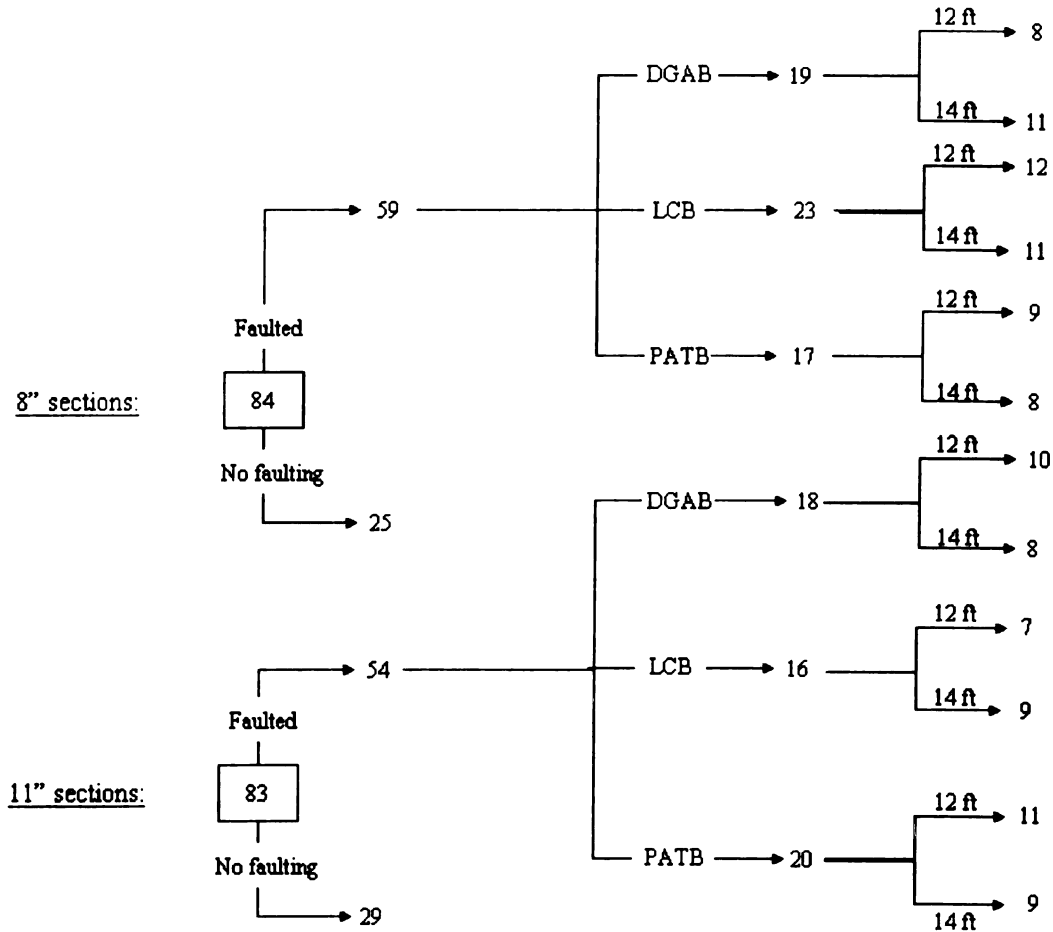 12 ft 8
DGAB 19
14 ft 11
12 ft 12
59 LCB 23
14 ft 11
12 ft 9
Faulted
PATB 17
8” sections: 84
14 ft 8
12 ft 10
No faulting
DGAB 18
25
14 ft 8
12 ft 7
54 LCB 16
14 ft 9
Faulted
11” sections: 83
12 ft 11
PATB 20
No faulting
9
29 14 ft